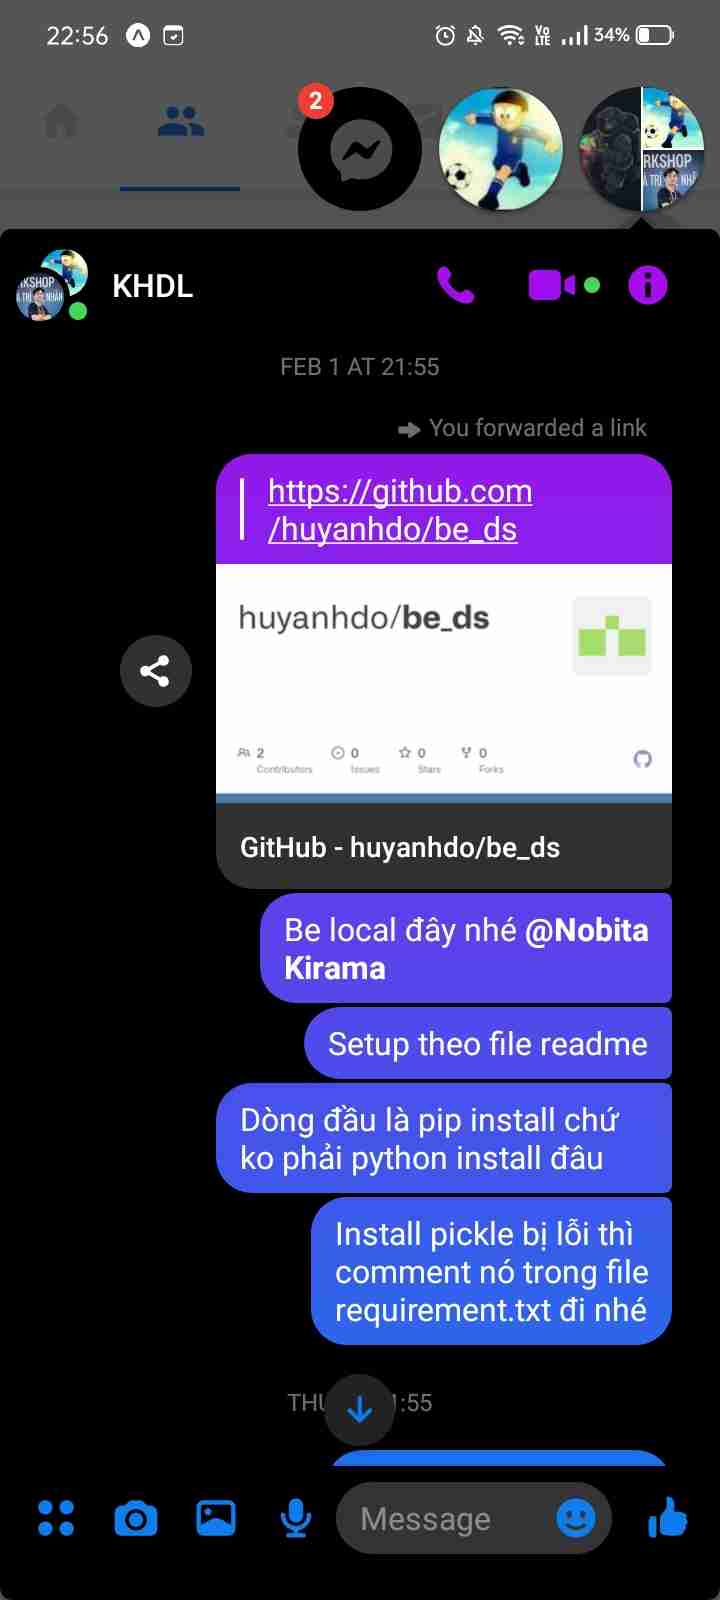 22:56
Vo
LTE
34%
2
RKSHOP
KSHOP
KHDL
FEB 1 AT 21:55
You forwarded a link
https://github.com
/huyanhdo/be_ds
huyanhdo/be_ds
2
Contributors
0
Issues
0
Stars
0
Forks
GitHub - huyanhdo/be_ds
Be local đây nhé @Nobita
Kirama
Setup theo file readme
Dòng đầu là pip install chứ
ko phải python install đâu
Install pickle bị lỗi thì
comment nó trong file
requirement.txt đi nhé
:55
Message